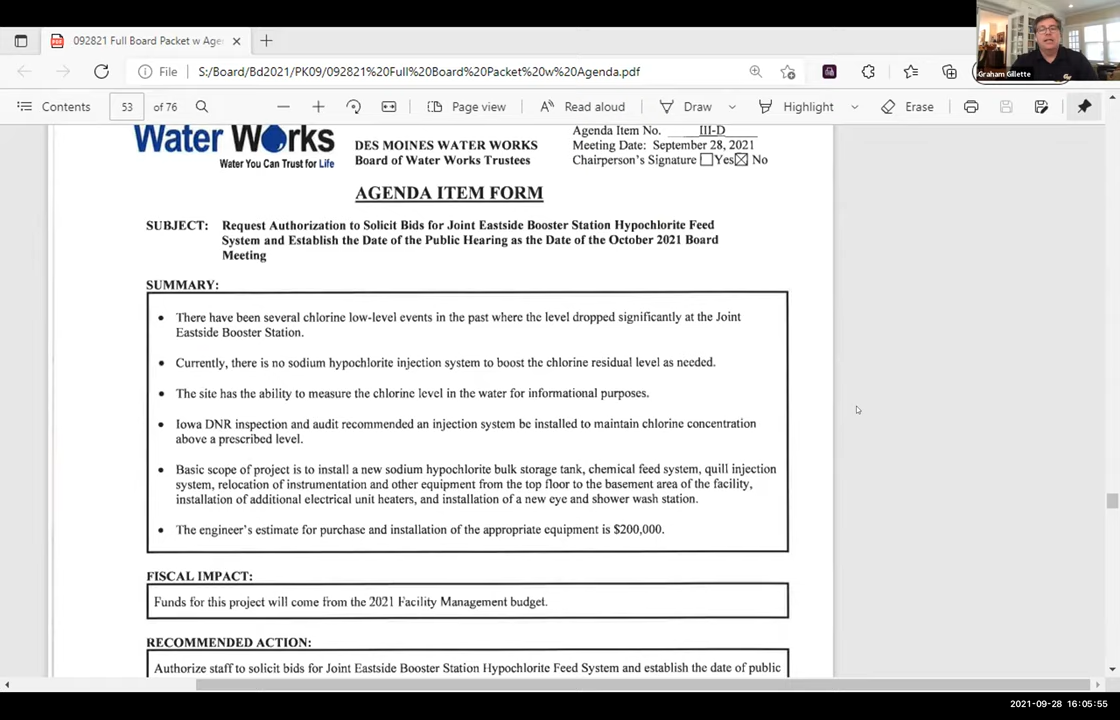 092821 Full Board Packet w Age
Graham Gillette
File
S:/Board/Bd2021/PK09/092821%20Full%20Board%20Packet%20w%20Agenda.pdf
Contents
53
of 76
Page view
Read aloud
Draw
Highlight
Erase
Water Works
Water You Can Trust for Life
DES MOINES WATER WORKS
Board of Water Works Trustees
Agenda Item No. III-D
Meeting Date: September 28, 2021
Chairperson's Signature Yes No
AGENDA ITEM FORM
SUBJECT: Request Authorization to Solicit Bids for Joint Eastside Booster Station Hypochlorite Feed
System and Establish the Date of the Public Hearing as the Date of the October 2021 Board
Meeting
SUMMARY:
• There have been several chlorine low-level events in the past where the level dropped significantly at the Joint
Eastside Booster Station.
• Currently, there is no sodium hypochlorite injection system to boost the chlorine residual level as needed.
• The site has the ability to measure the chlorine level in the water for informational purposes.
• Iowa DNR inspection and audit recommended an injection system be installed to maintain chlorine concentration
above a prescribed level.
• Basic scope of project is to install a new sodium hypochlorite bulk storage tank, chemical feed system, quill injection
system, relocation of instrumentation and other equipment from the top floor to the basement area of the facility,
installation of additional electrical unit heaters, and installation of a new eye and shower wash station.
• The engineer's estimate for purchase and installation of the appropriate equipment is $200,000.
FISCAL IMPACT:
Funds for this project will come from the 2021 Facility Management budget.
RECOMMENDED ACTION:
Authorize staff to solicit bids for Joint Eastside Booster Station Hypochlorite Feed System and establish the date of public
2021-09-28 16:05:55